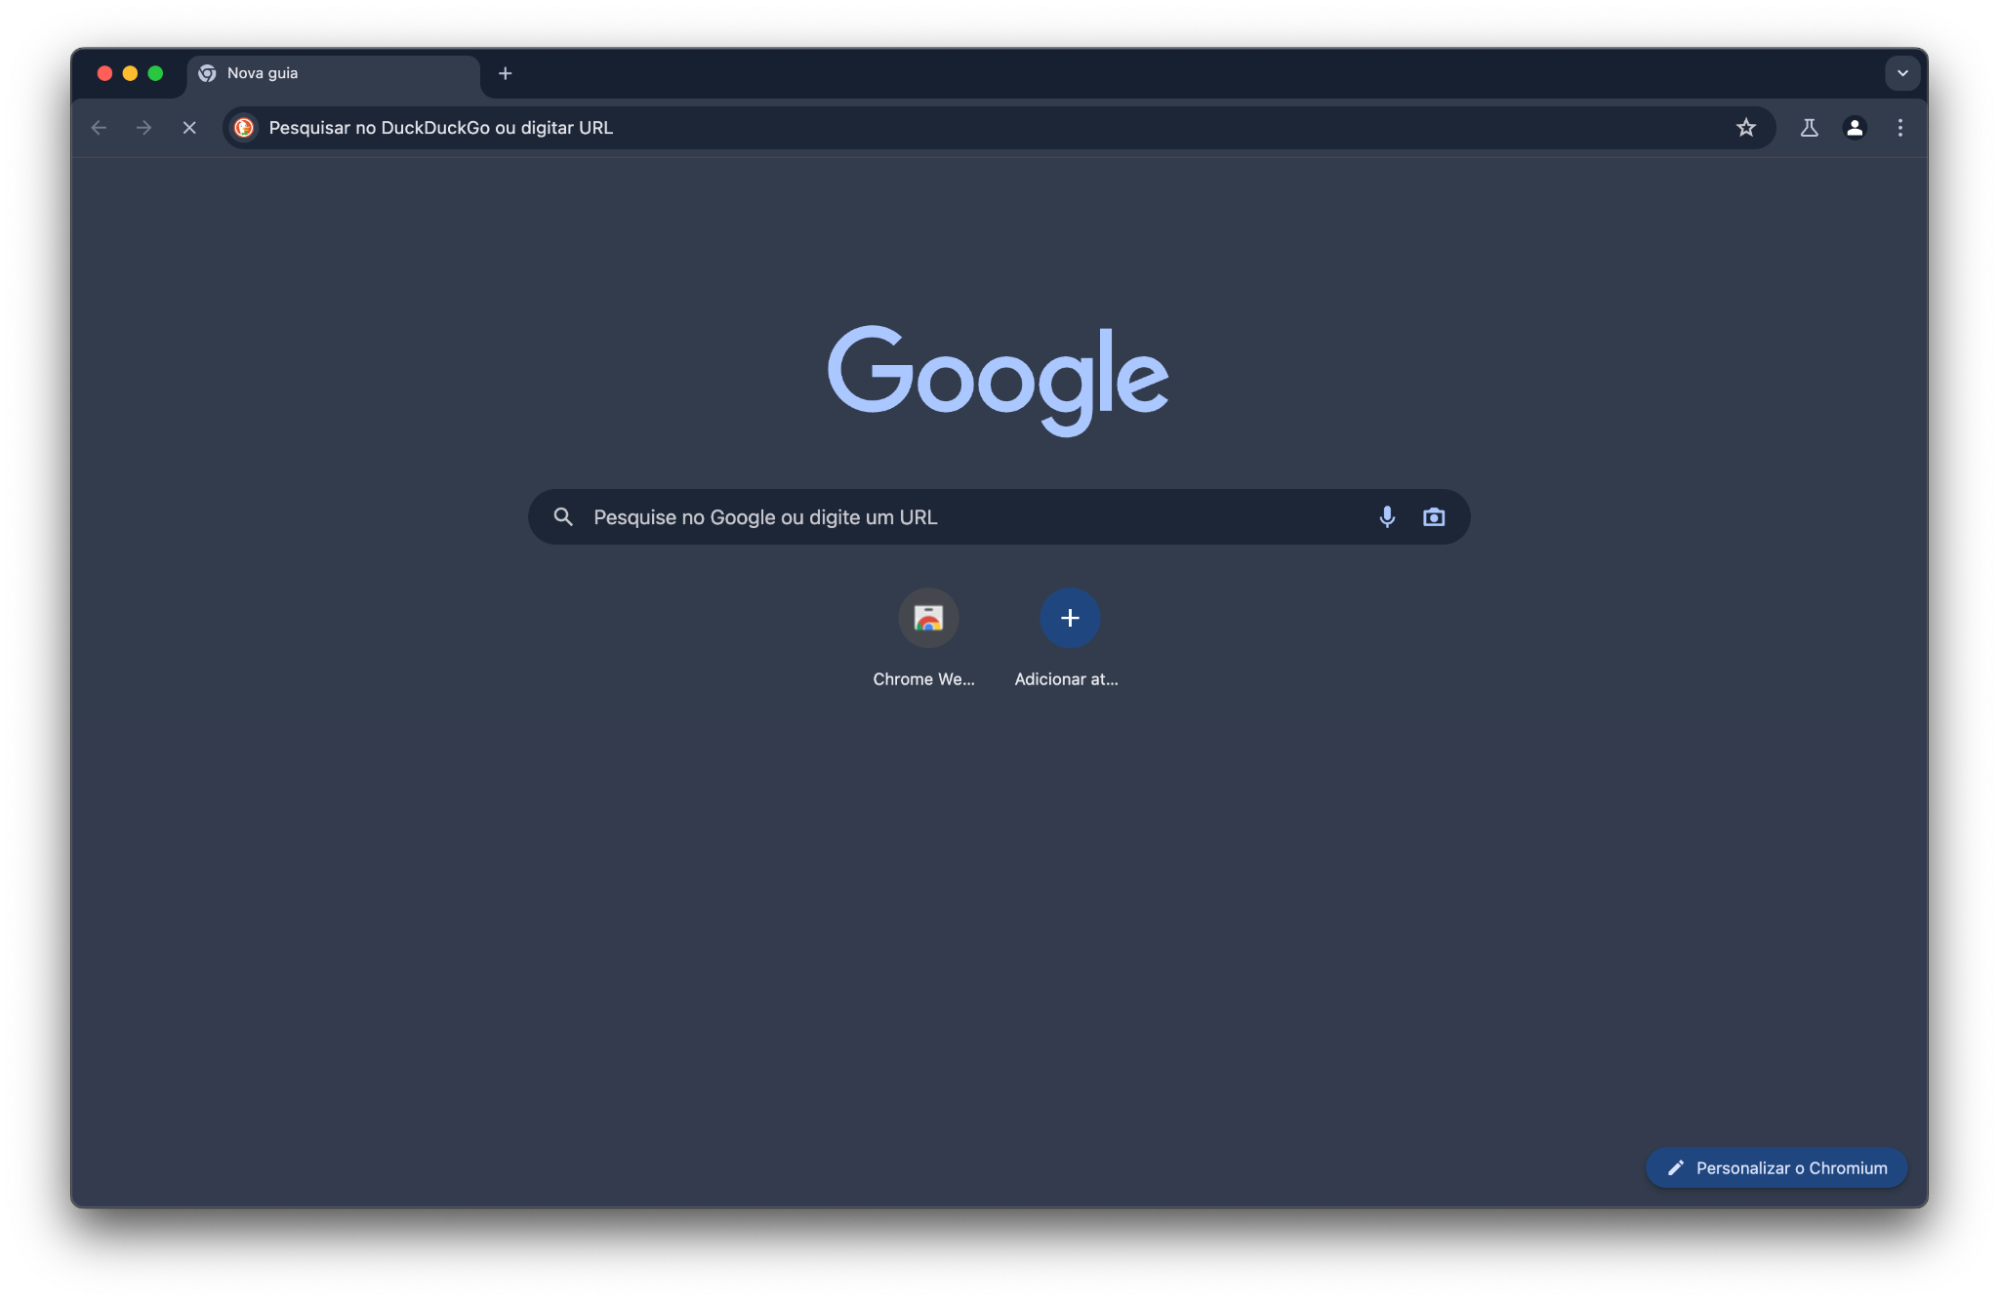 Nova guia
Pesquisar no DuckDuckGo ou digitar URL
Google
Pesquise no Google ou digite um URL
Chrome We...
Adicionar at...
Personalizar o Chromium